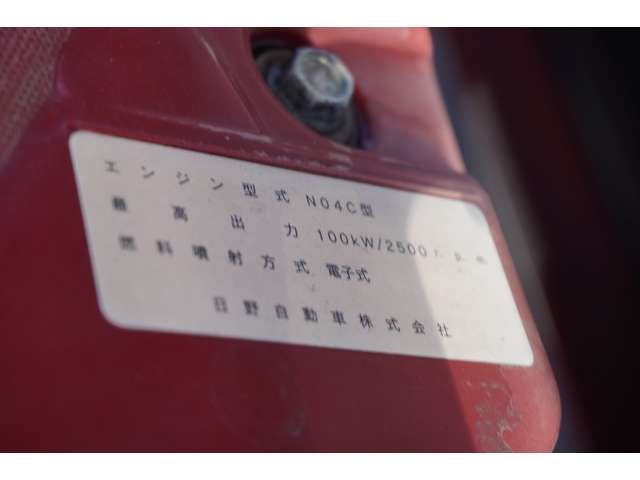 エンジン型式 N04C型
最高出力 100kW/2500r.p.m
燃料噴射方式 電子式
日野自動車株式会社